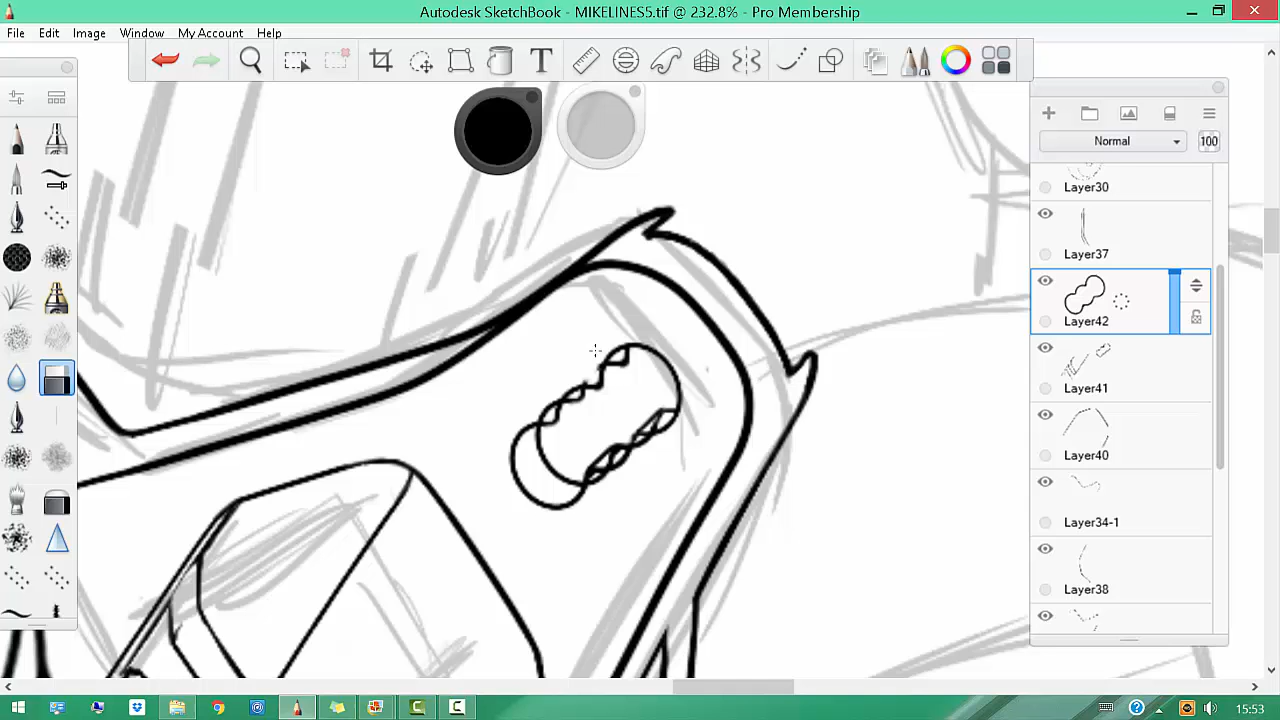 Autodesk SketchBook - MIKELINES5.tif @ 232.8% - Pro Membership
File Edit Image Window My Account Help
T
Normal 100
Layer30
Layer37
Layer42
Layer41
Layer40
Layer34-1
Layer38
15:53